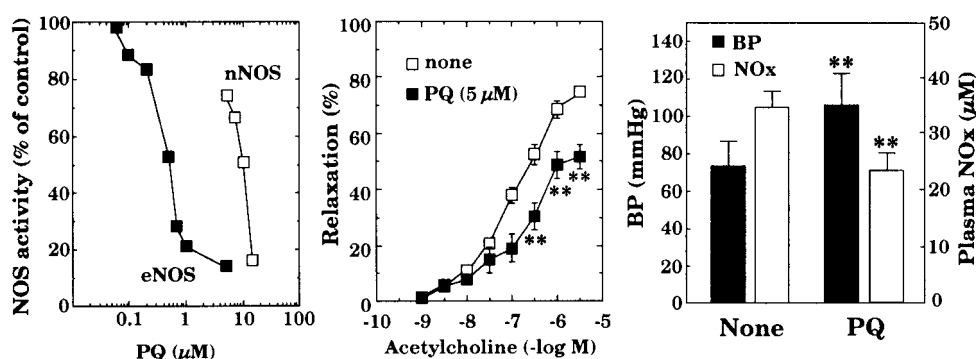 NOS activity (% of control)
100
80
60
40
20
0
nNOS
eNOS
0.1
1
10
100
PQ (µM)
Relaxation (%)
100
80
60
40
20
0
none
PQ (5 µM)
**
**
**
-10
-9
-8
-7
-6
-5
Acetylcholine (-log M)
BP (mmHg)
140
120
100
80
60
40
20
0
BP
NOx
**
**
None
PQ
50
40
30
20
10
0
Plasma NOx (µM)